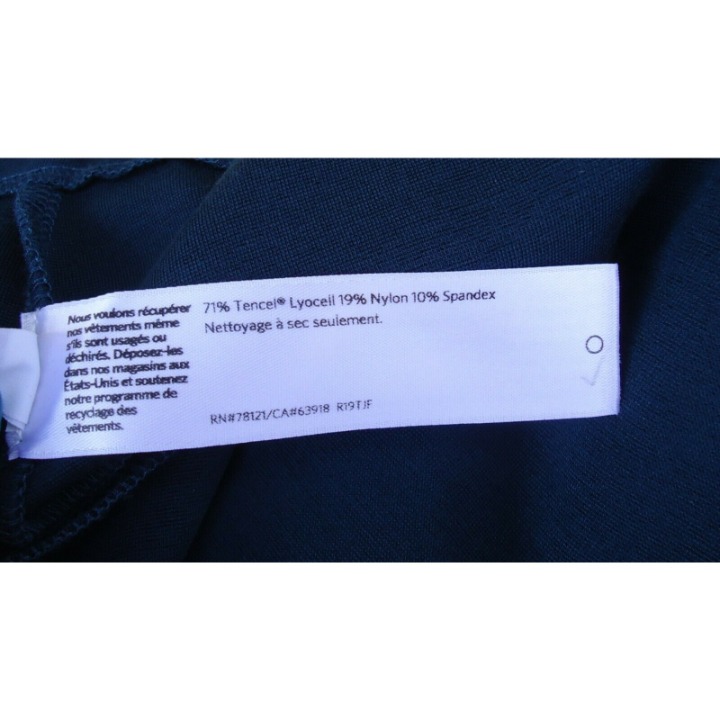 Nous voulons récupérer
nos vêtements même
s'ils sont usagés ou
déchirés. Déposez-les
dans nos magasins aux
États-Unis et soutenez
notre programme de
recyclage des
vêtements.
71% Tencel® Lyocell 19% Nylon 10% Spandex
Nettoyage à sec seulement.
RN#78121/CA#63918 R19TJF